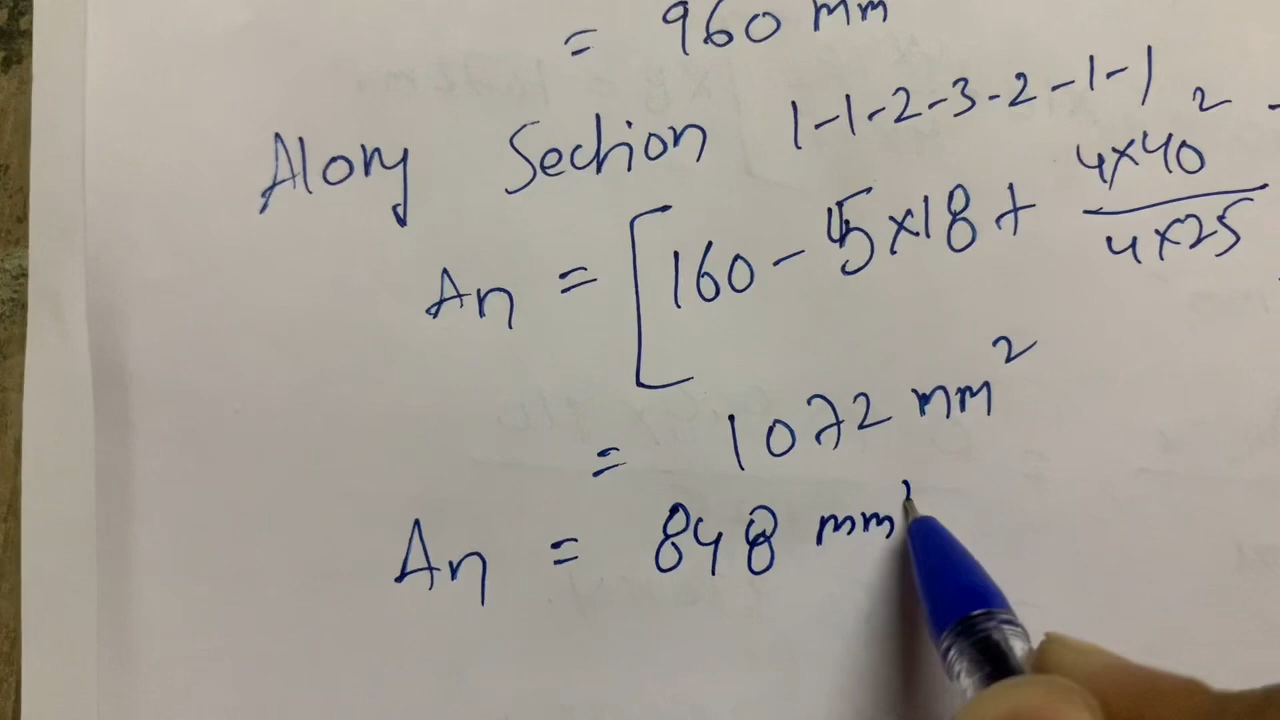 = 960 mm
Along Section 1-1-2-3-2-1-1
An = [160 - 5×18 + 4×40² / 4×25
= 1072 mm²
An = 848 mm²